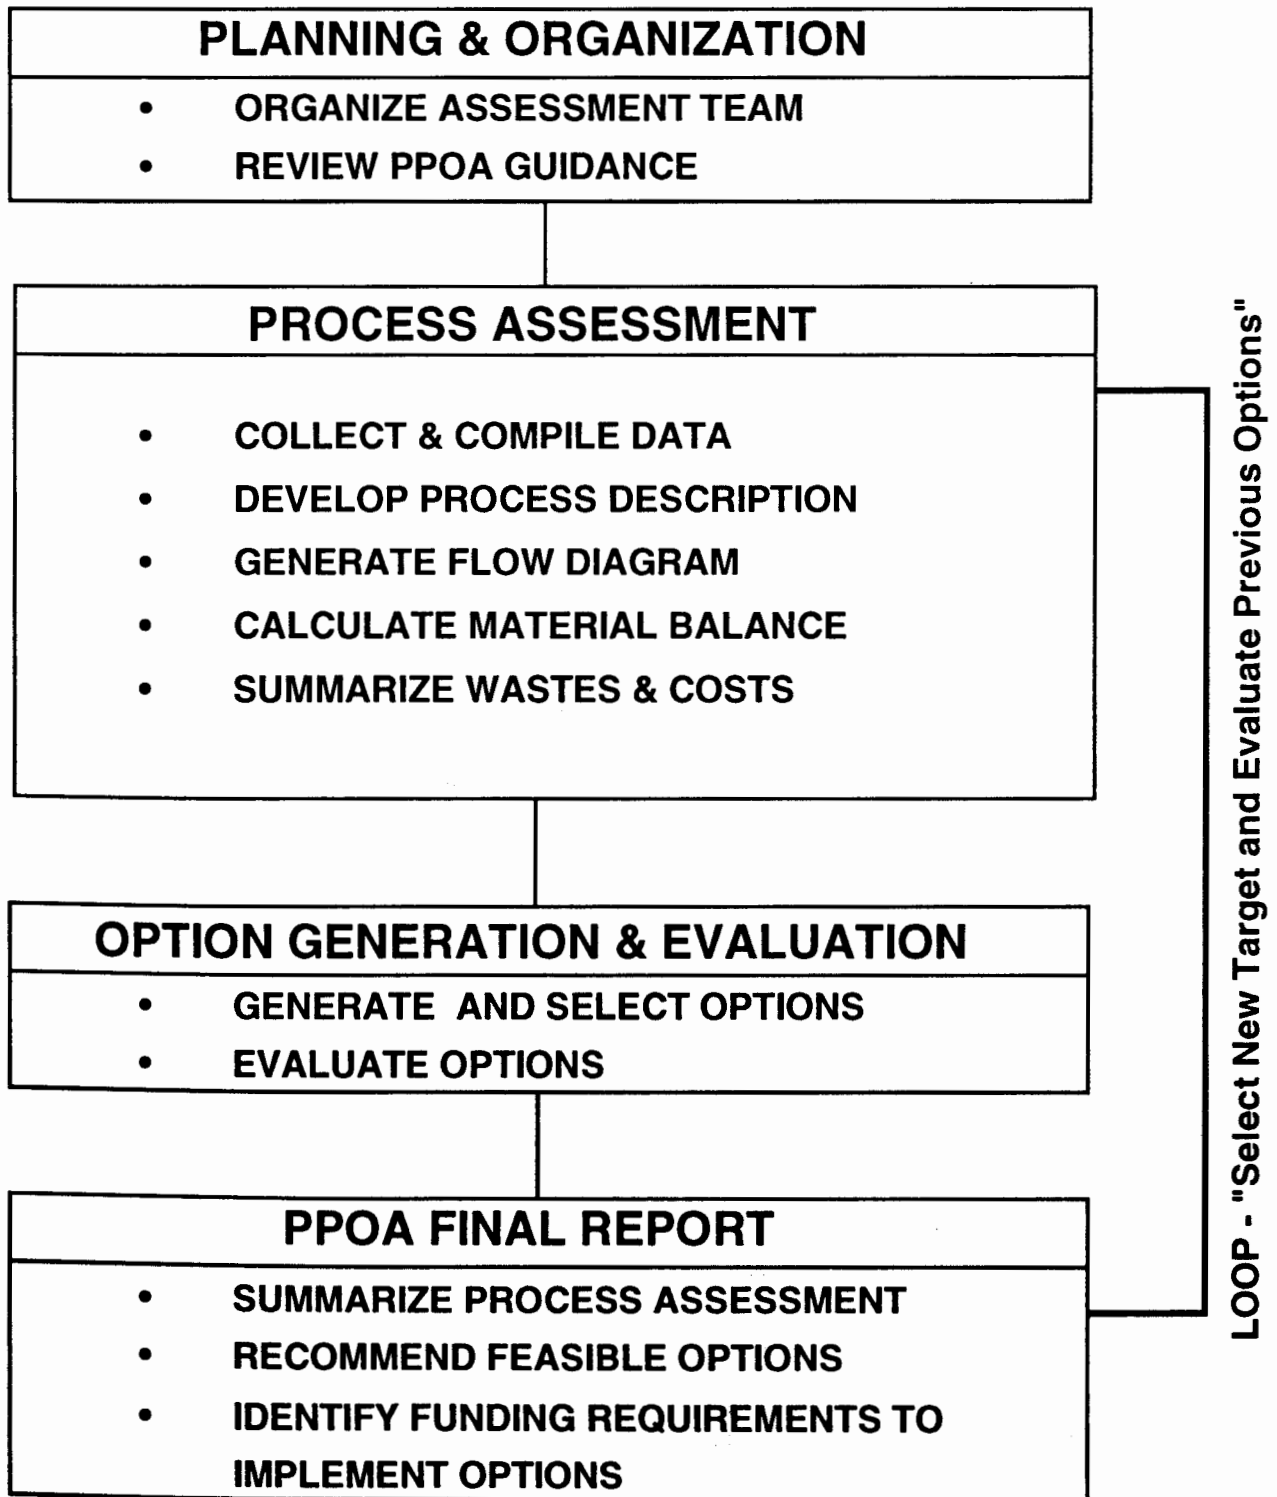 PLANNING & ORGANIZATION
• ORGANIZE ASSESSMENT TEAM
• REVIEW PPOA GUIDANCE
PROCESS ASSESSMENT
• COLLECT & COMPILE DATA
• DEVELOP PROCESS DESCRIPTION
• GENERATE FLOW DIAGRAM
• CALCULATE MATERIAL BALANCE
• SUMMARIZE WASTES & COSTS
OPTION GENERATION & EVALUATION
• GENERATE AND SELECT OPTIONS
• EVALUATE OPTIONS
PPOA FINAL REPORT
• SUMMARIZE PROCESS ASSESSMENT
• RECOMMEND FEASIBLE OPTIONS
• IDENTIFY FUNDING REQUIREMENTS TO
IMPLEMENT OPTIONS
LOOP - "Select New Target and Evaluate Previous Options"